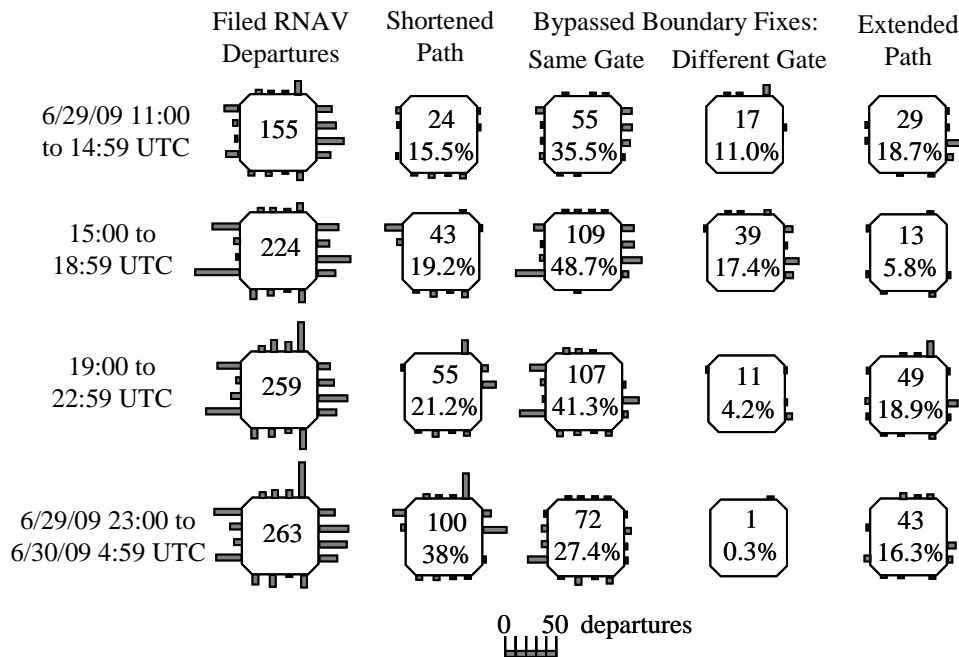 Filed RNAV Departures
Shortened Path
Bypassed Boundary Fixes:
Same Gate
Different Gate
Extended Path
6/29/09 11:00
to 14:59 UTC
155
24
15.5%
55
35.5%
17
11.0%
29
18.7%
15:00 to
18:59 UTC
224
43
19.2%
109
48.7%
39
17.4%
13
5.8%
19:00 to
22:59 UTC
259
55
21.2%
107
41.3%
11
4.2%
49
18.9%
6/29/09 23:00 to
6/30/09 4:59 UTC
263
100
38%
72
27.4%
1
0.3%
43
16.3%
0 50 departures